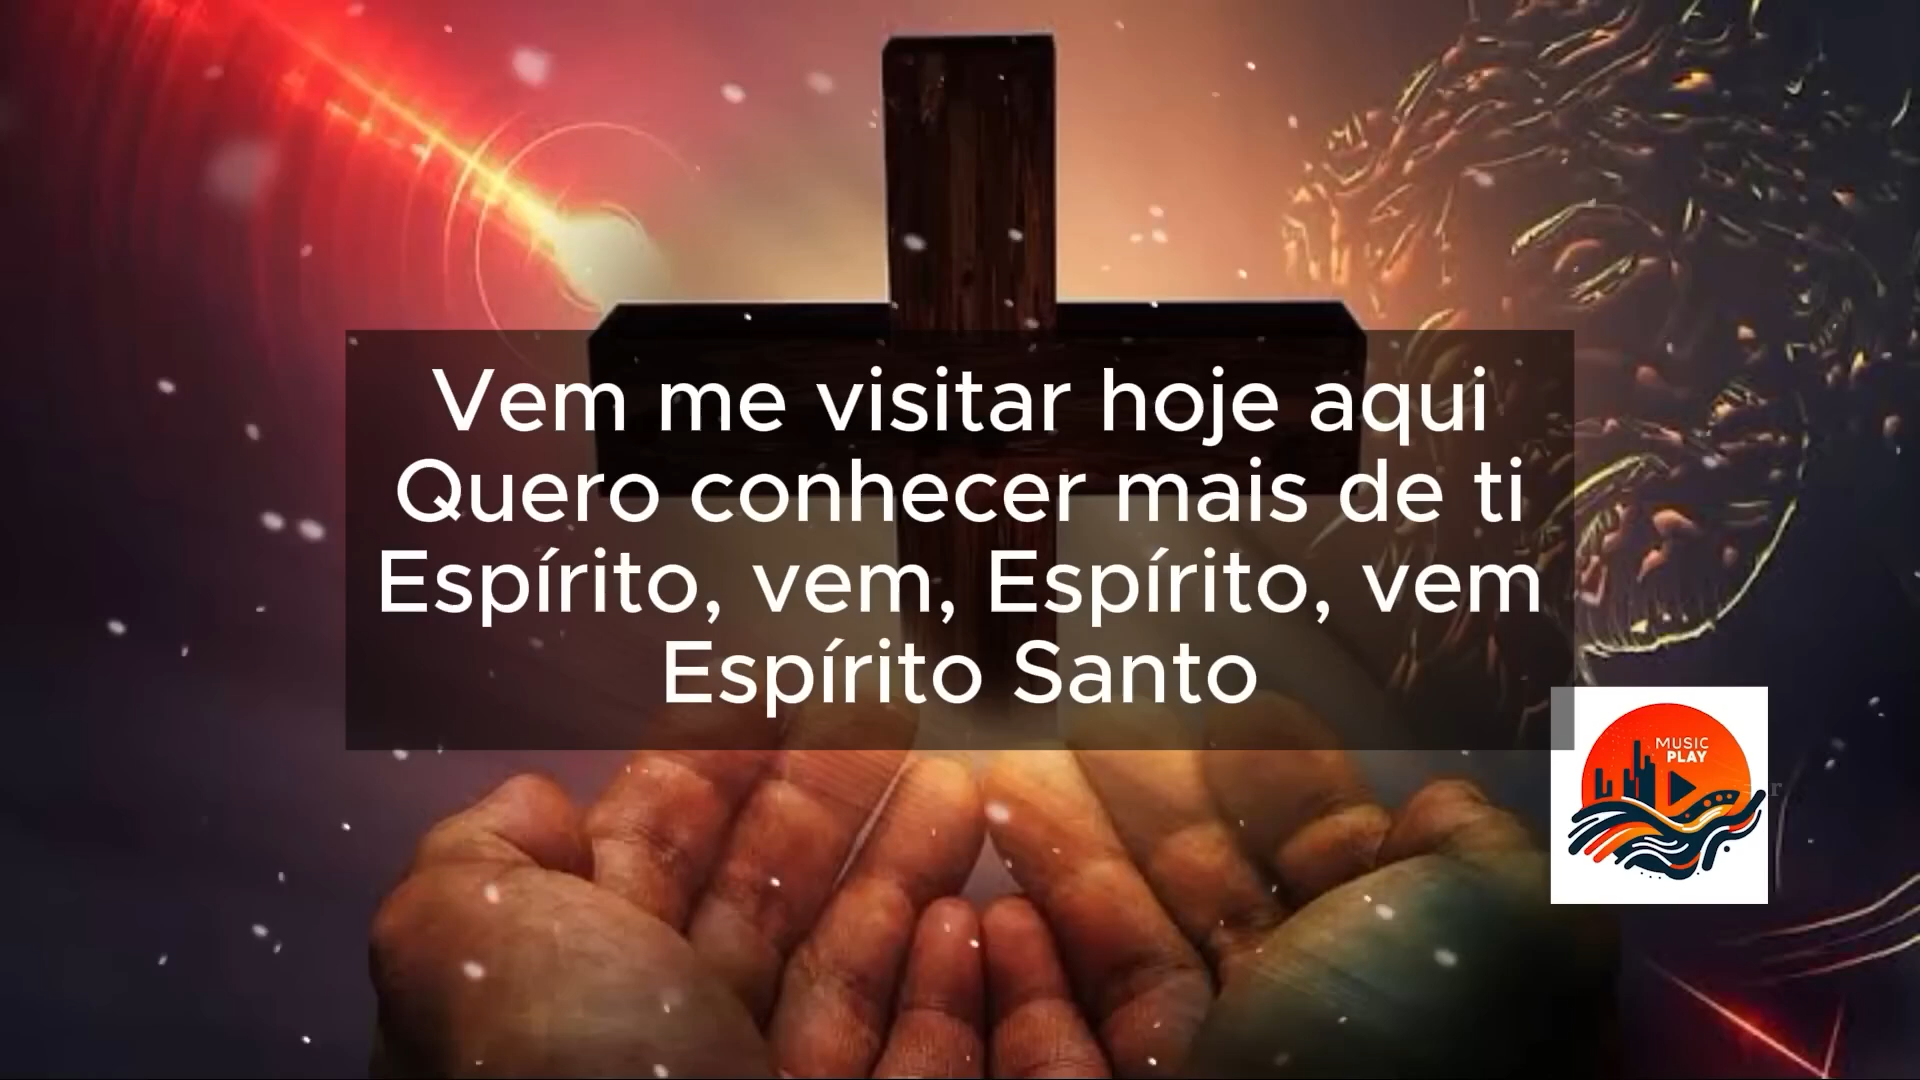 Vem me visitar hoje aqui
Quero conhecer mais de ti
Espírito, vem, Espírito, vem
Espírito Santo
MUSIC
PLAY